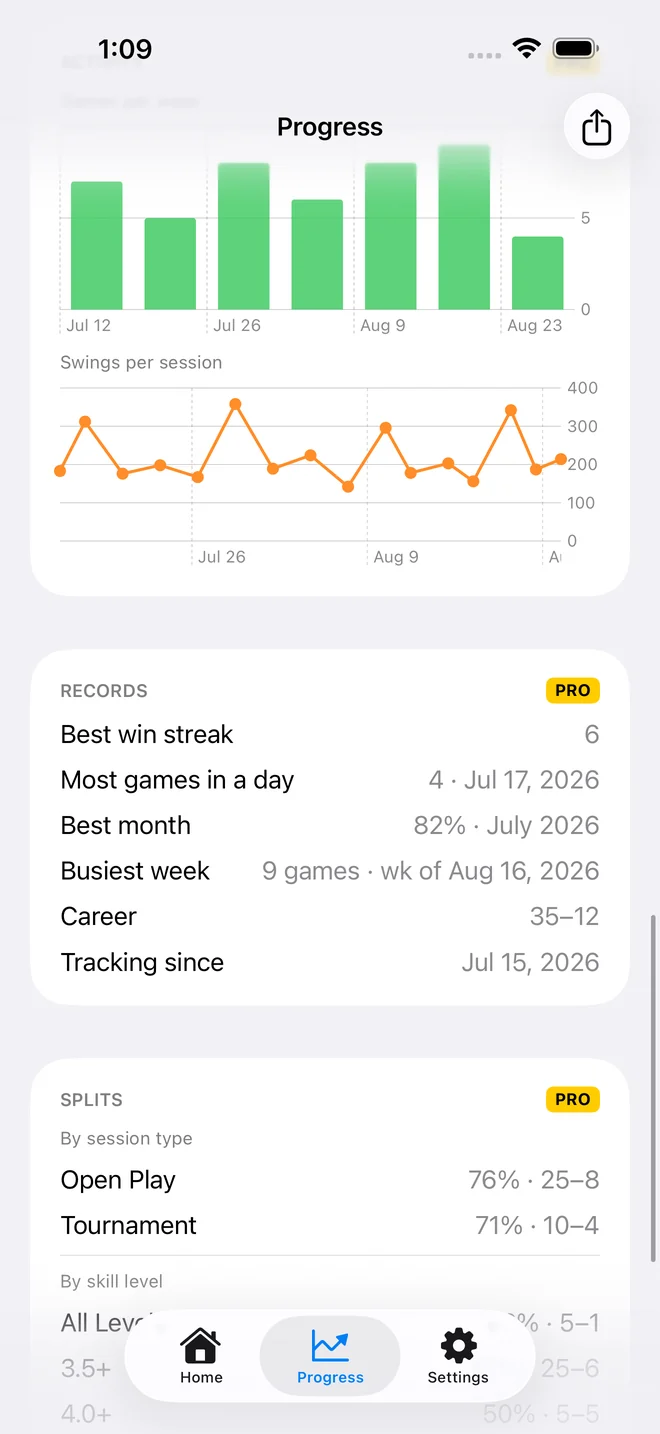 1:09
Progress
5
0
Jul 12 Jul 26 Aug 9 Aug 23
Swings per session
400
300
200
100
0
Jul 26 Aug 9
RECORDS PRO
Best win streak 6
Most games in a day 4 · Jul 17, 2026
Best month 82% · July 2026
Busiest week 9 games · wk of Aug 16, 2026
Career 35–12
Tracking since Jul 15, 2026
SPLITS PRO
By session type
Open Play 76% · 25–8
Tournament 71% · 10–4
By skill level
All % · 5–1
3.5+ 25–6
4.0+ 50% · 5–5
Home Progress Settings